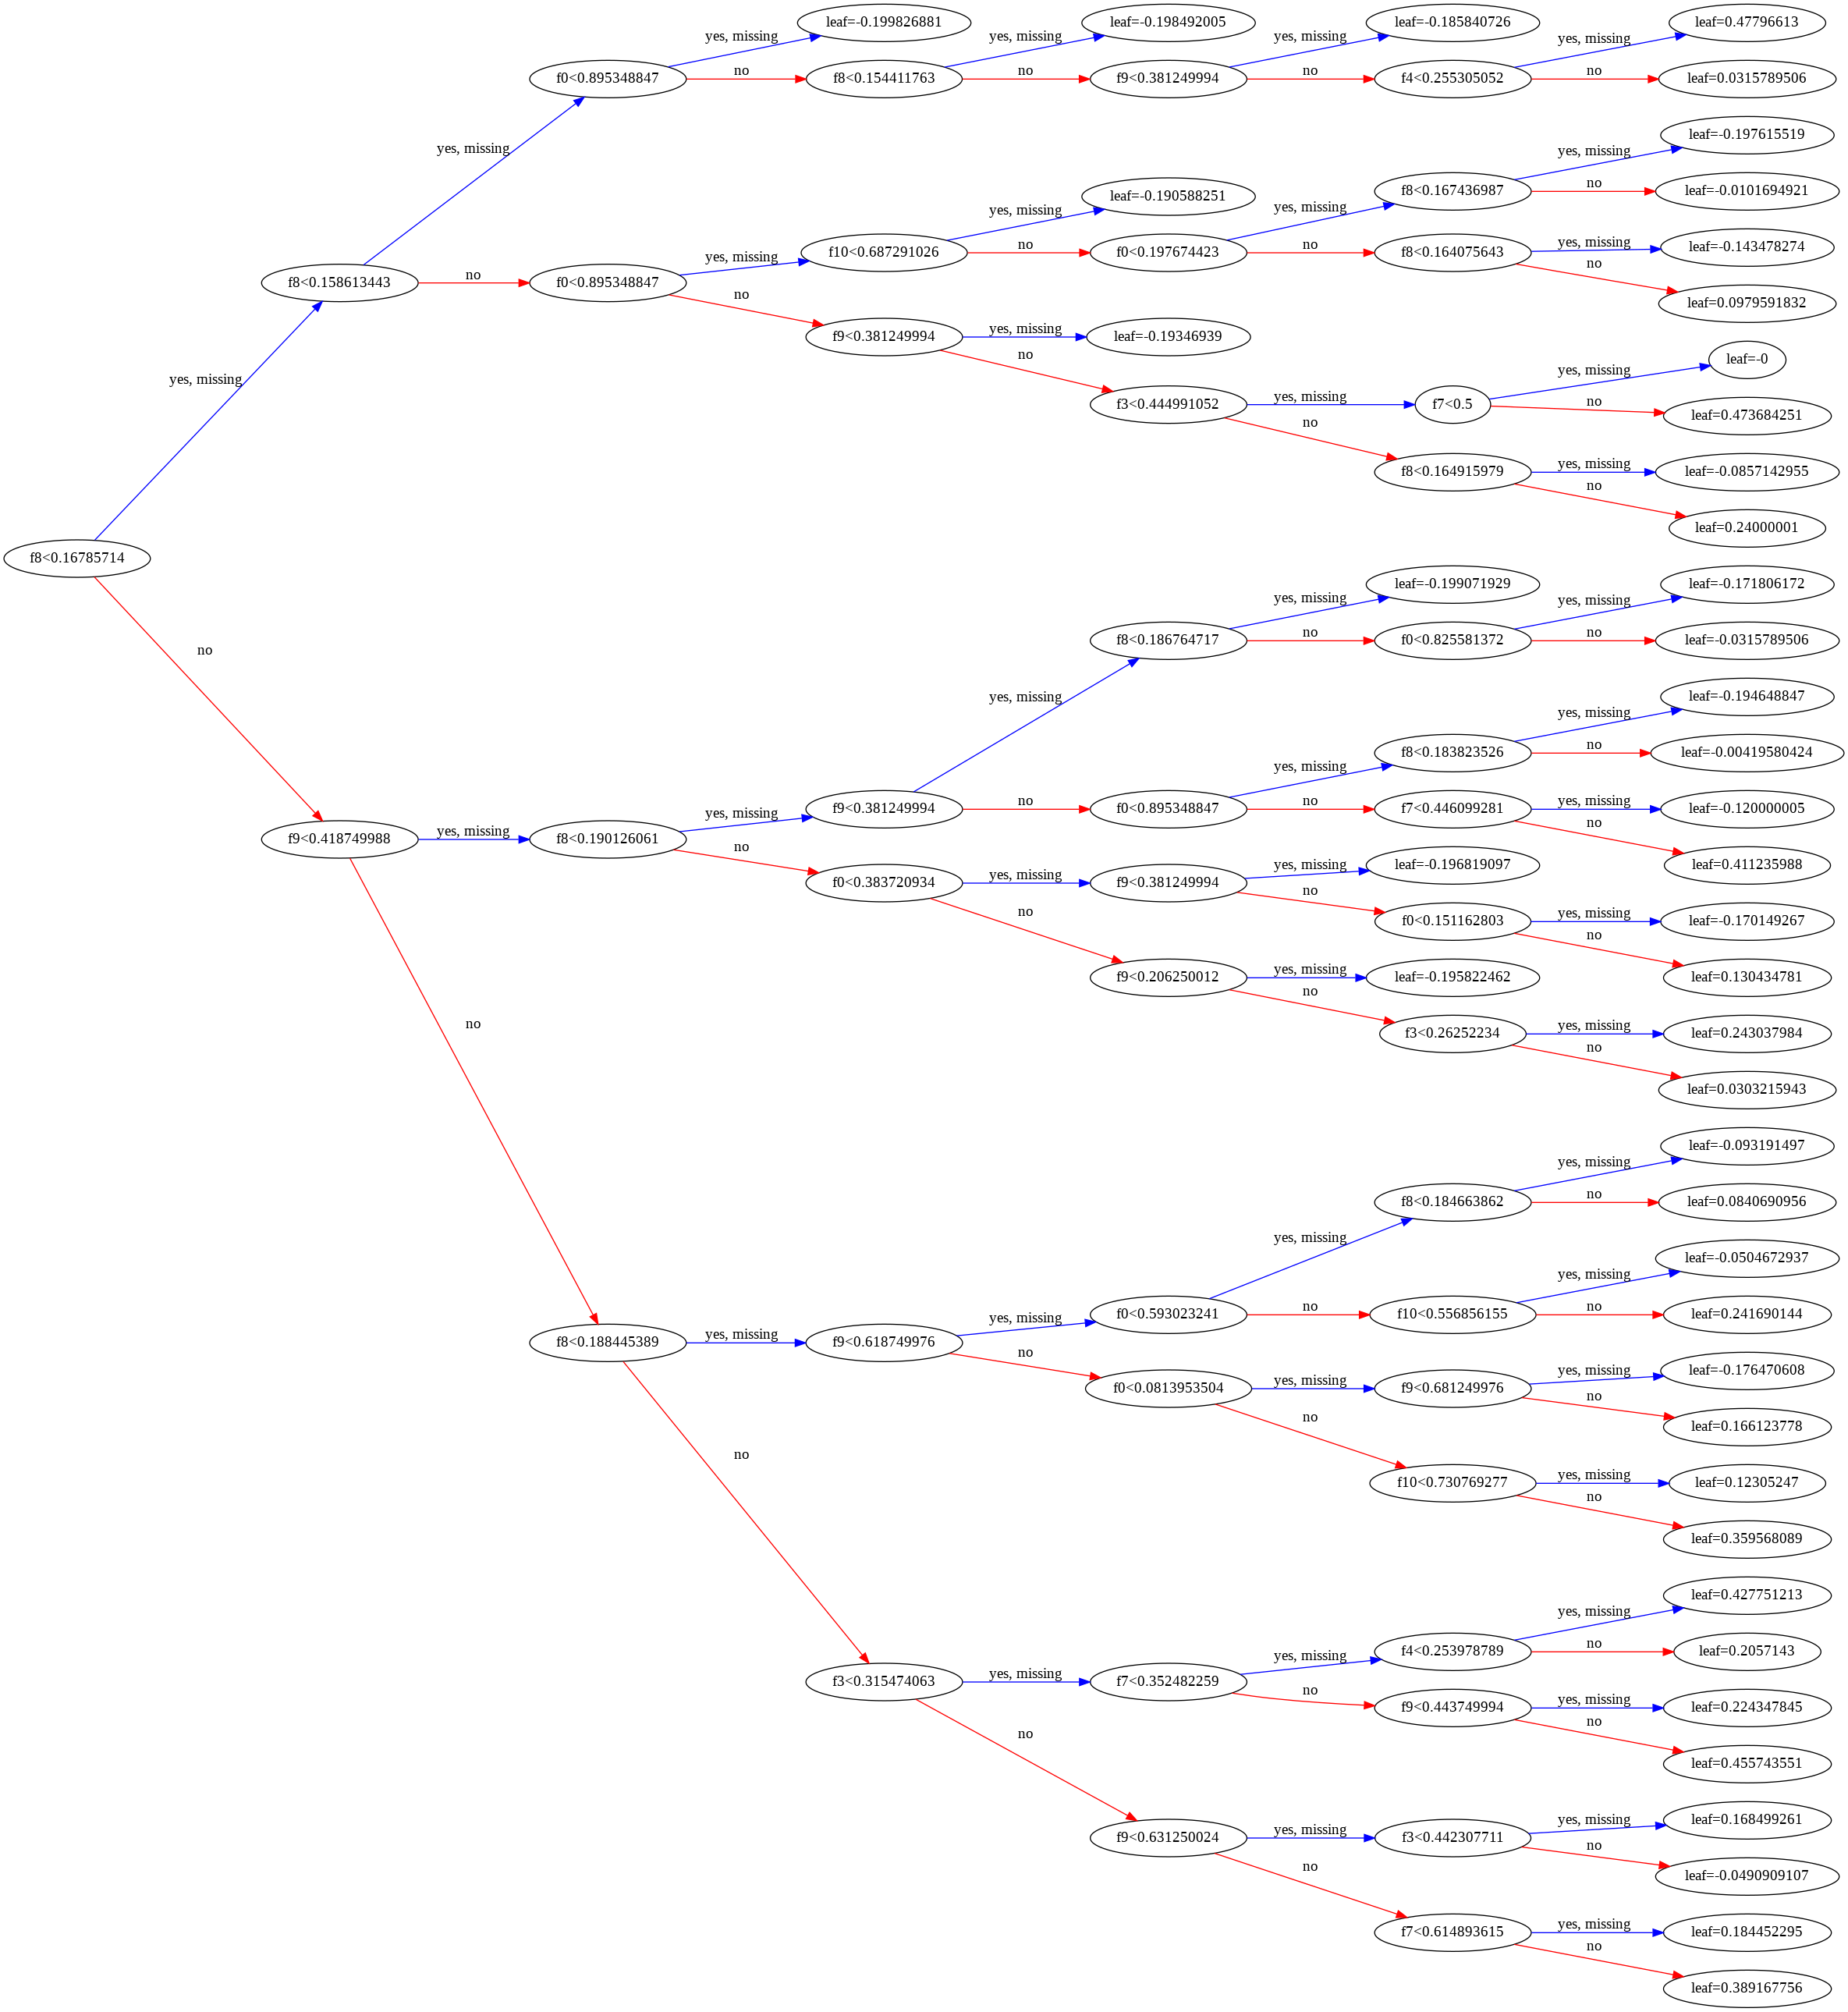 leaf=-0.199826881
leaf=-0.198492005
leaf=-0.185840726
leaf=0.47796613
yes, missing
yes, missing
yes, missing
yes, missing
f0<0.895348847
no
f8<0.154411763
no
f9<0.381249994
no
f4<0.255305052
no
leaf=0.0315789506
leaf=-0.197615519
yes, missing
yes, missing
f8<0.167436987
no
leaf=-0.0101694921
leaf=-0.190588251
yes, missing
yes, missing
yes, missing
f10<0.687291026
no
f0<0.197674423
no
f8<0.164075643
yes, missing
leaf=-0.143478274
no
leaf=0.0979591832
f8<0.158613443
no
f0<0.895348847
no
f9<0.381249994
yes, missing
leaf=-0.19346939
no
leaf=-0
yes, missing
yes, missing
f3<0.444991052
yes, missing
f7<0.5
no
leaf=0.473684251
no
f8<0.164915979
yes, missing
leaf=-0.0857142955
no
leaf=0.24000001
f8<0.16785714
leaf=-0.199071929
leaf=-0.171806172
yes, missing
yes, missing
no
f8<0.186764717
no
f0<0.825581372
no
leaf=-0.0315789506
yes, missing
leaf=-0.194648847
yes, missing
f8<0.183823526
no
leaf=-0.00419580424
yes, missing
yes, missing
f9<0.381249994
no
f0<0.895348847
no
f7<0.446099281
yes, missing
leaf=-0.120000005
no
leaf=0.411235988
f9<0.418749988
yes, missing
f8<0.190126061
no
f0<0.383720934
yes, missing
f9<0.381249994
yes, missing
leaf=-0.196819097
no
f0<0.151162803
yes, missing
leaf=-0.170149267
no
leaf=0.130434781
no
f9<0.206250012
yes, missing
leaf=-0.195822462
no
f3<0.26252234
yes, missing
leaf=0.243037984
no
leaf=0.0303215943
no
leaf=-0.093191497
yes, missing
f8<0.184663862
no
leaf=0.0840690956
yes, missing
leaf=-0.0504672937
yes, missing
f0<0.593023241
no
f10<0.556856155
no
leaf=0.241690144
yes, missing
f8<0.188445389
yes, missing
f9<0.618749976
no
f0<0.0813953504
yes, missing
f9<0.681249976
yes, missing
leaf=-0.176470608
no
leaf=0.166123778
no
f10<0.730769277
yes, missing
leaf=0.12305247
no
leaf=0.359568089
no
leaf=0.427751213
yes, missing
f4<0.253978789
no
leaf=0.2057143
yes, missing
f3<0.315474063
yes, missing
f7<0.352482259
no
f9<0.443749994
yes, missing
leaf=0.224347845
no
leaf=0.455743551
no
f9<0.631250024
yes, missing
f3<0.442307711
yes, missing
leaf=0.168499261
no
leaf=-0.0490909107
no
f7<0.614893615
yes, missing
leaf=0.184452295
no
leaf=0.389167756